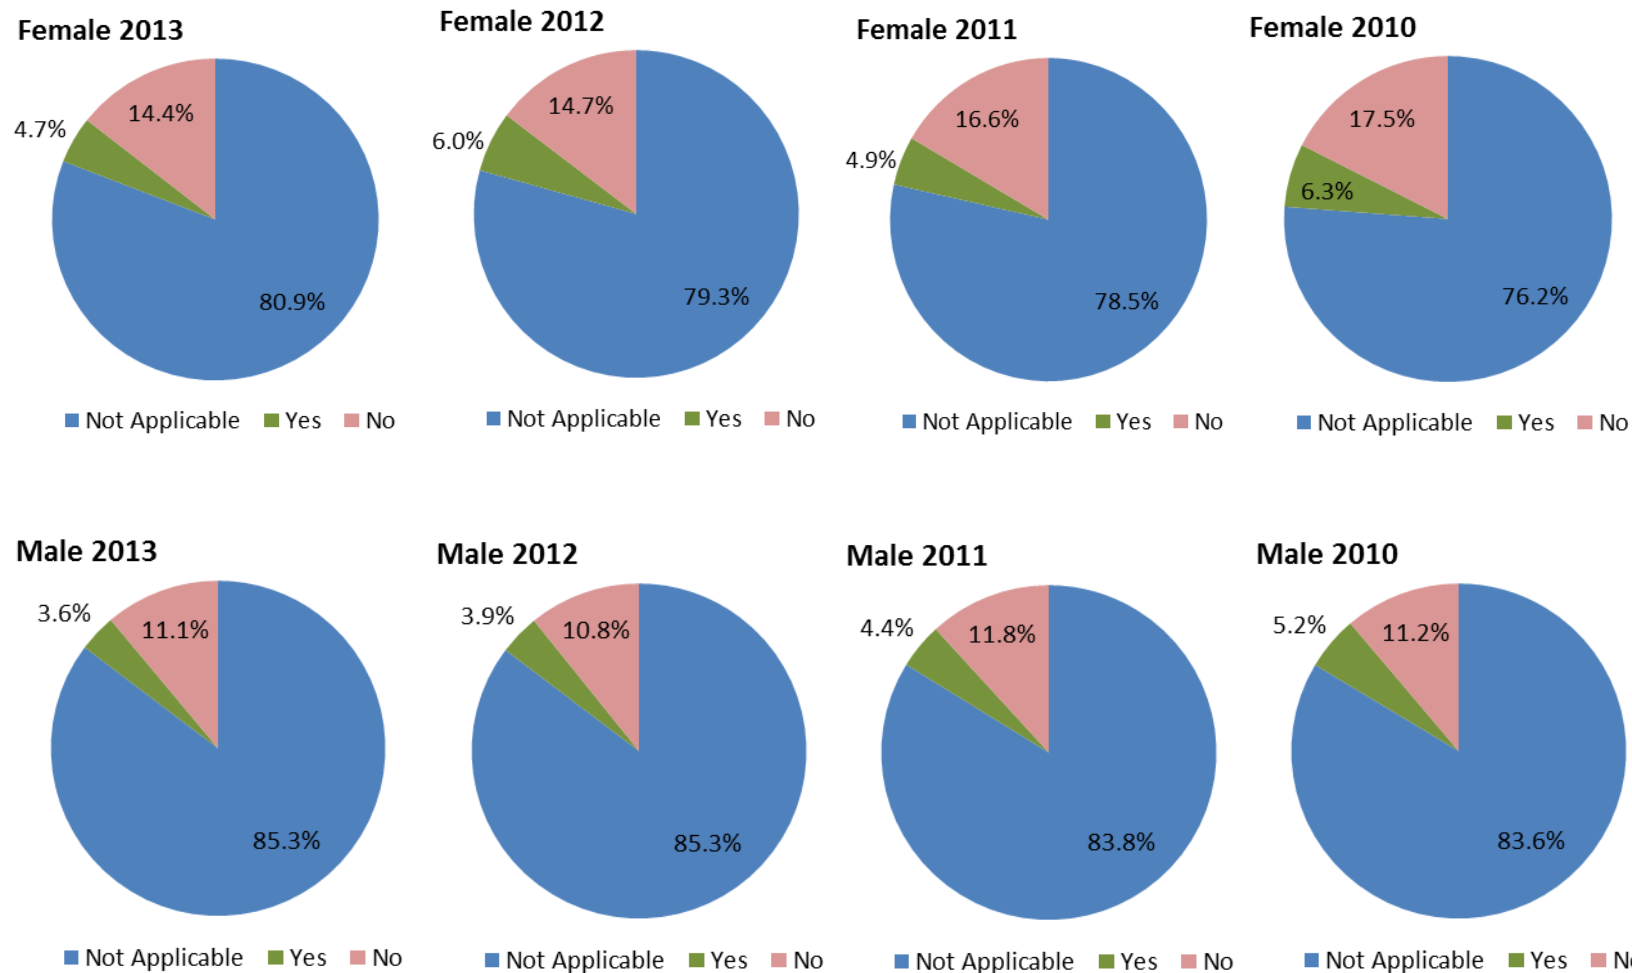 Female 2013
14.4%
4.7%
80.9%
Not Applicable Yes No
Female 2012
14.7%
6.0%
79.3%
Not Applicable Yes No
Female 2011
16.6%
4.9%
78.5%
Not Applicable Yes No
Female 2010
17.5%
6.3%
76.2%
Not Applicable Yes No
Male 2013
3.6%
11.1%
85.3%
Not Applicable Yes No
Male 2012
3.9%
10.8%
85.3%
Not Applicable Yes No
Male 2011
4.4%
11.8%
83.8%
Not Applicable Yes No
Male 2010
5.2%
11.2%
83.6%
Not Applicable Yes No